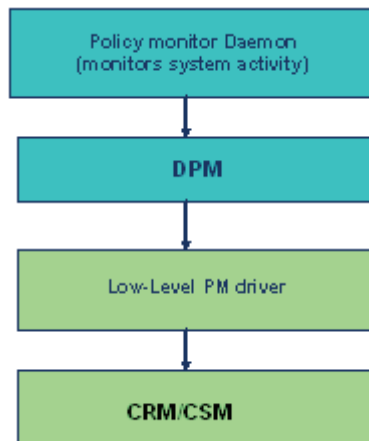 Policy monitor Daemon
(monitors system activity)
DPM
Low-Level PM driver
CRM/CSM